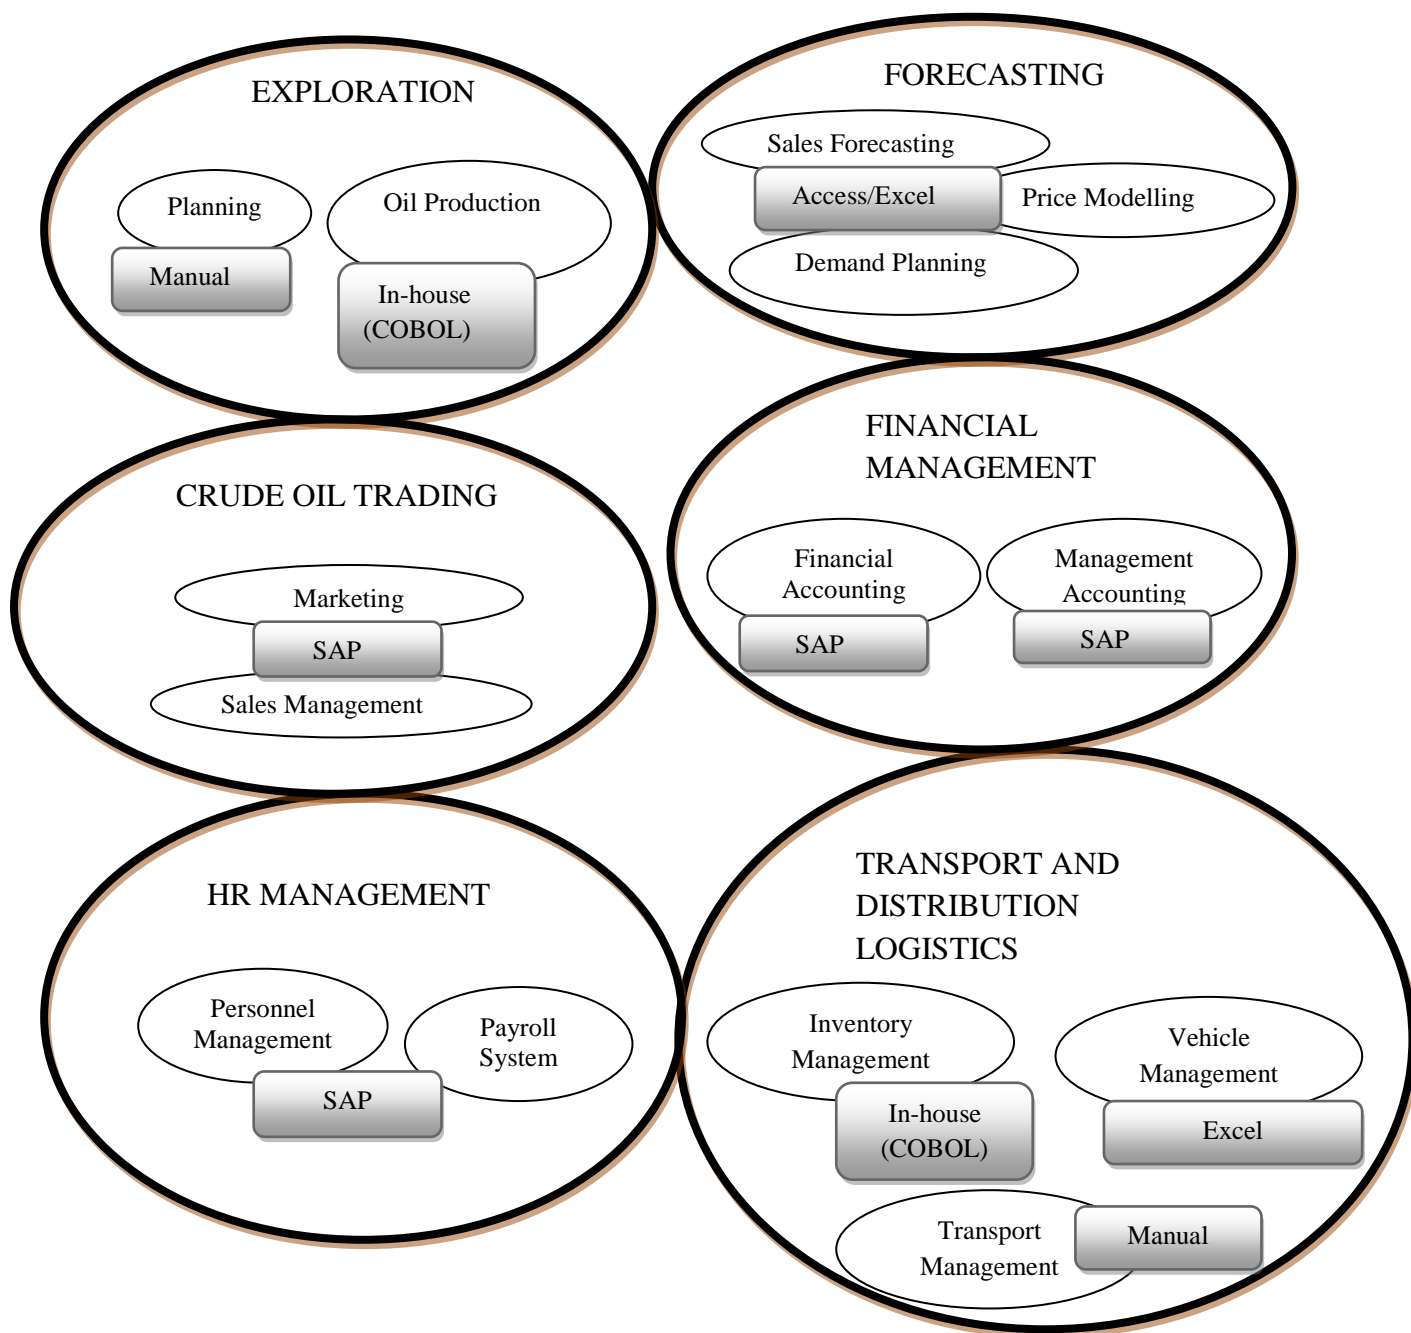 EXPLORATION
Planning
Manual
Oil Production
In-house
(COBOL)
FORECASTING
Sales Forecasting
Access/Excel
Price Modelling
Demand Planning
CRUDE OIL TRADING
Marketing
SAP
Sales Management
FINANCIAL
MANAGEMENT
Financial
Accounting
SAP
Management
Accounting
SAP
HR MANAGEMENT
Personnel
Management
Payroll
System
SAP
TRANSPORT AND
DISTRIBUTION
LOGISTICS
Inventory
Management
In-house
(COBOL)
Vehicle
Management
Excel
Transport
Management
Manual